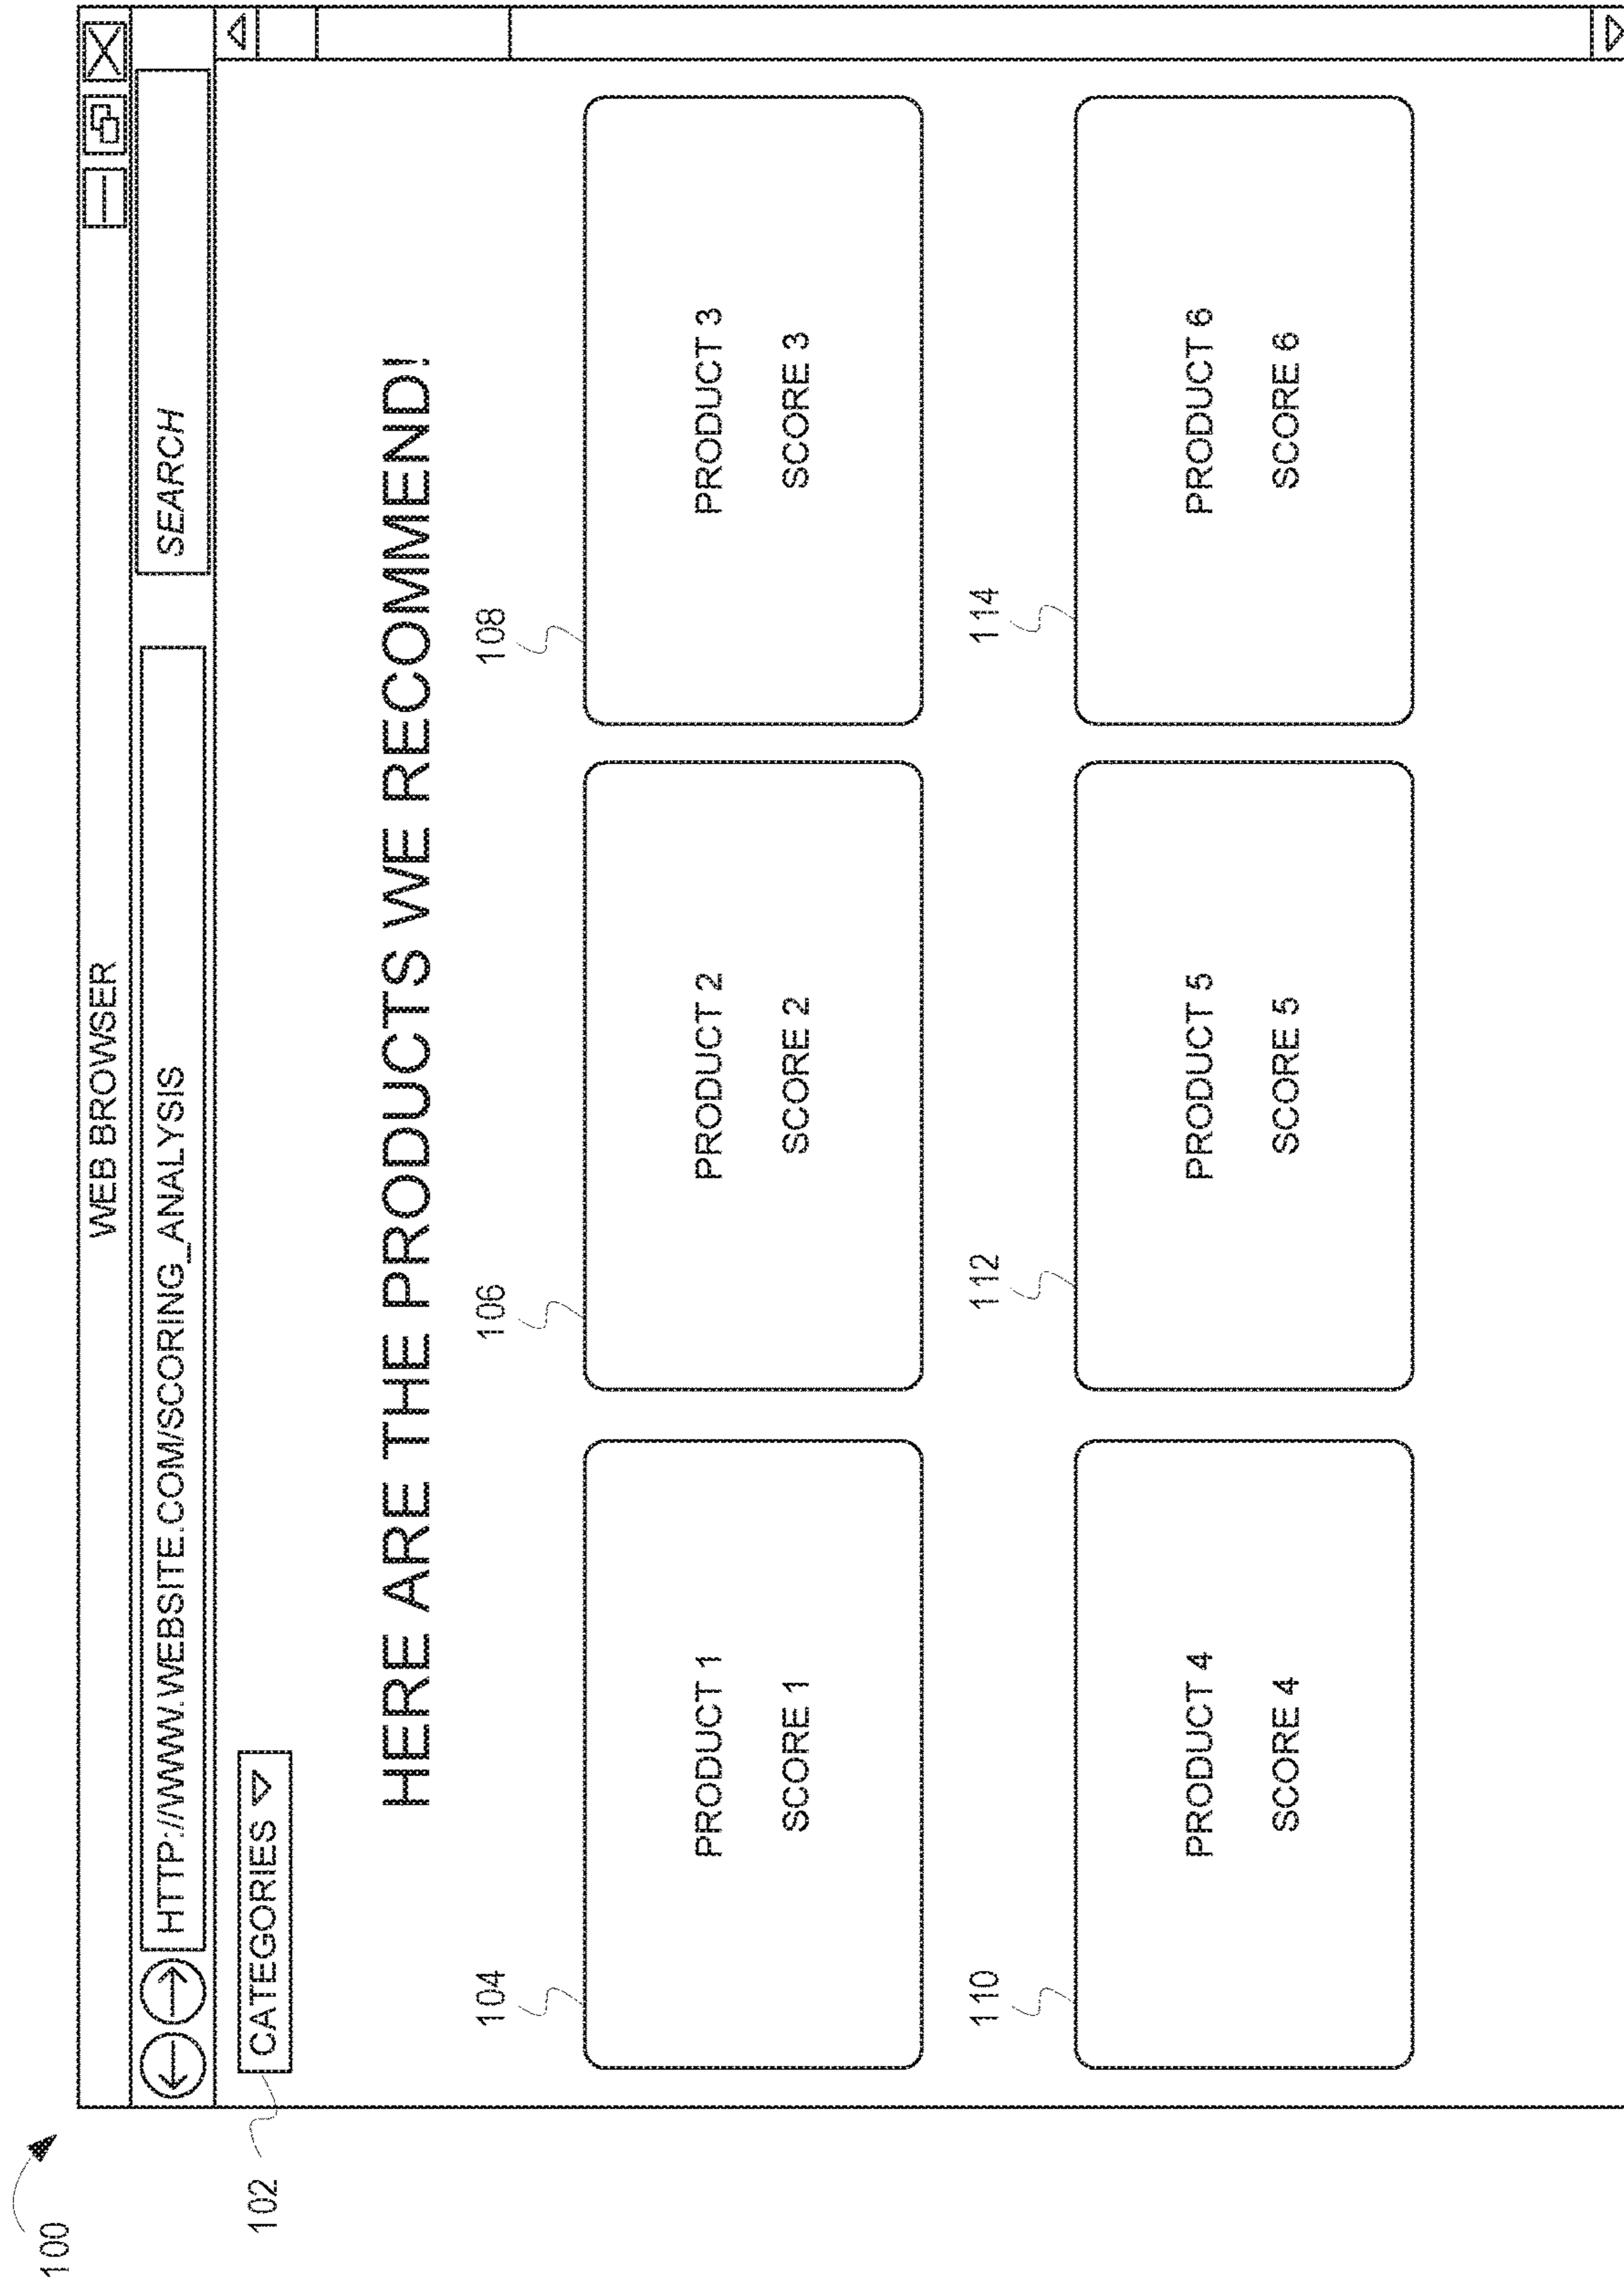 100
WEB BROWSER
HTTP://WWW.WEBSITE.COM/SCORING_ANALYSIS
SEARCH
102
CATEGORIES
HERE ARE THE PRODUCTS WE RECOMMEND!
104
106
108
PRODUCT 1
SCORE 1
PRODUCT 2
SCORE 2
PRODUCT 3
SCORE 3
110
112
114
PRODUCT 4
SCORE 4
PRODUCT 5
SCORE 5
PRODUCT 6
SCORE 6